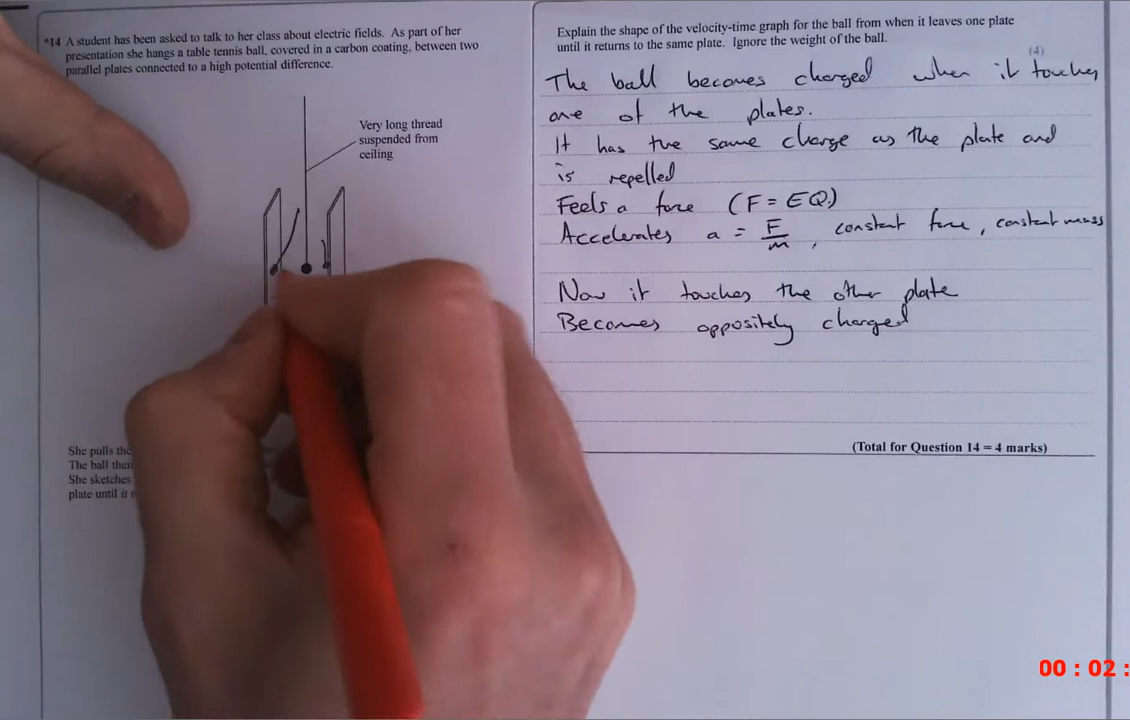 *14 A student has been asked to talk to her class about electric fields. As part of her
presentation she hangs a table tennis ball, covered in a carbon coating, between two
parallel plates connected to a high potential difference.
Very long thread
suspended from
ceiling
She pulls the
The ball then
She sketches
plate until it
Explain the shape of the velocity-time graph for the ball from when it leaves one plate
until it returns to the same plate. Ignore the weight of the ball.
(4)
The ball becomes charged when it touches
one of the plates.
It has the same charge as the plate and
is repelled
Feels a force (F = EQ)
Accelerates a = F/m, constant force, constant mass
Now it touches the other plate
Becomes oppositely charged
(Total for Question 14 = 4 marks)
00 : 02 :